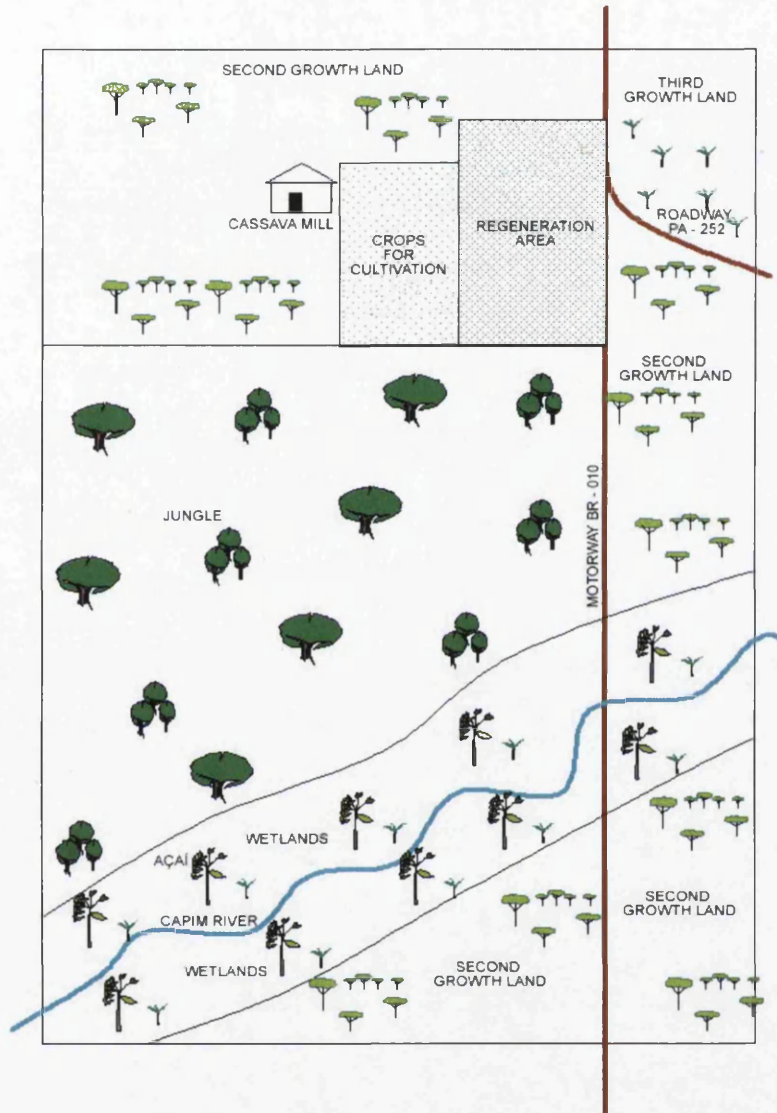 SECOND GROWTH LAND
THIRD
GROWTH LAND
CASSAVA MILL
CROPS
FOR
CULTIVATION
REGENERATION
AREA
ROADWAY
PA - 252
SECOND
GROWTH LAND
JUNGLE
MOTORWAY BR - 010
WETLANDS
AÇAÍ
CAPIM RIVER
WETLANDS
SECOND
GROWTH LAND
SECOND
GROWTH LAND